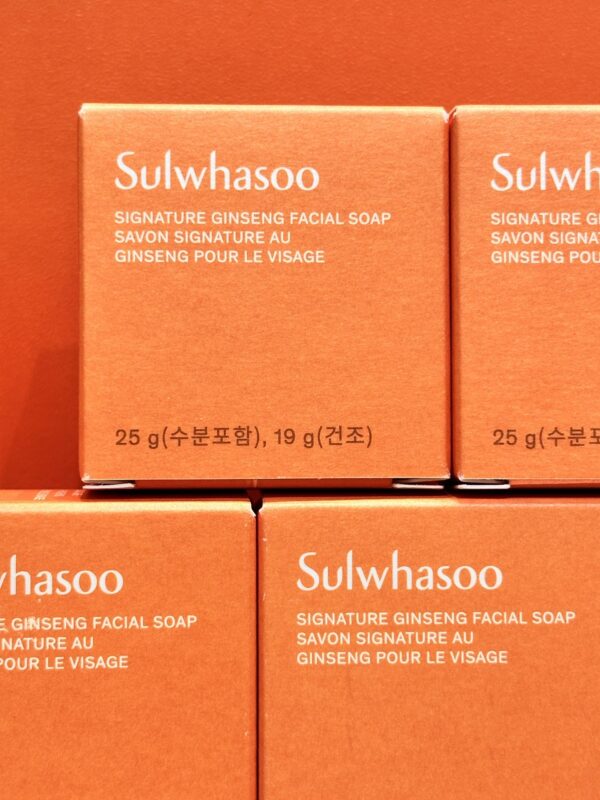 Sulwhasoo
SIGNATURE GINSENG FACIAL SOAP
SAVON SIGNATURE AU
GINSENG POUR LE VISAGE
25 g(수분포함), 19 g(건조)
Sulwh
SIGNATURE GI
SAVON SIGNA
GINSENG POU
25 g(수분포
whasoo
E GINSENG FACIAL SOAP
NATURE AU
POUR LE VISAGE
Sulwhasoo
SIGNATURE GINSENG FACIAL SOAP
SAVON SIGNATURE AU
GINSENG POUR LE VISAGE